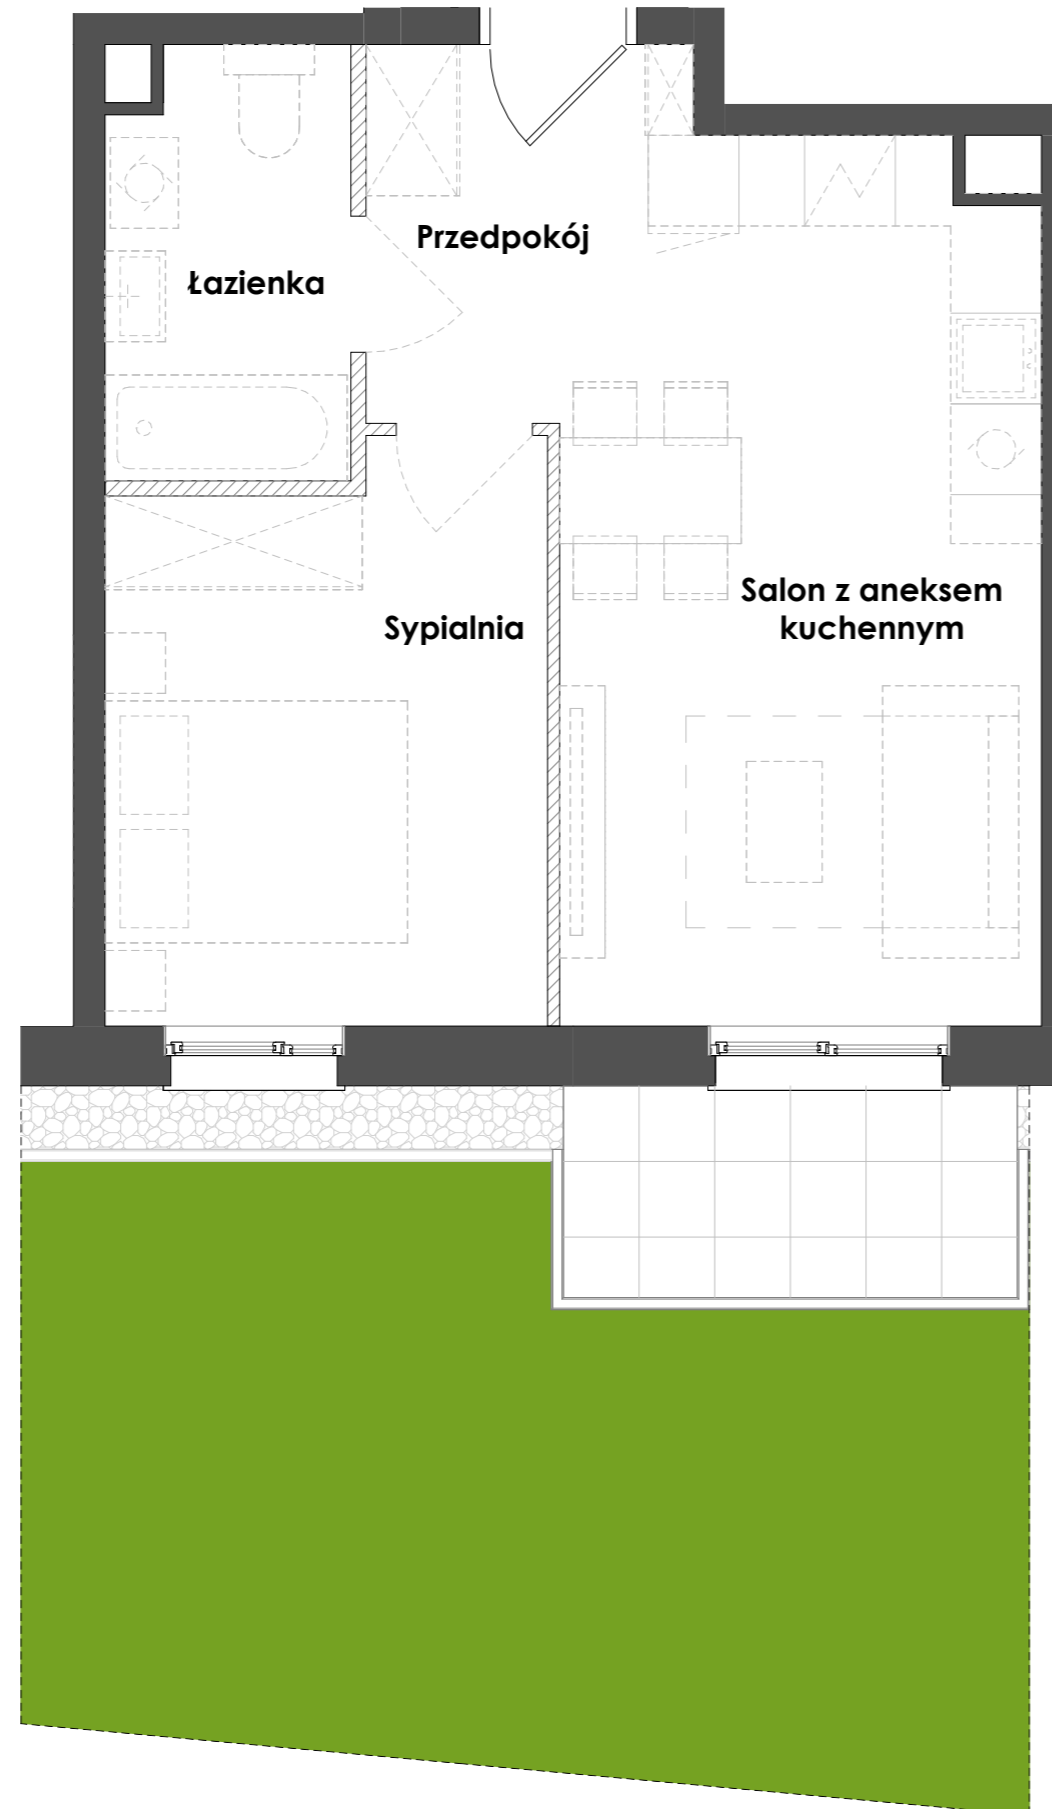 Przedpokój
Łazienka
Salon z aneksem
kuchennym
Sypialnia